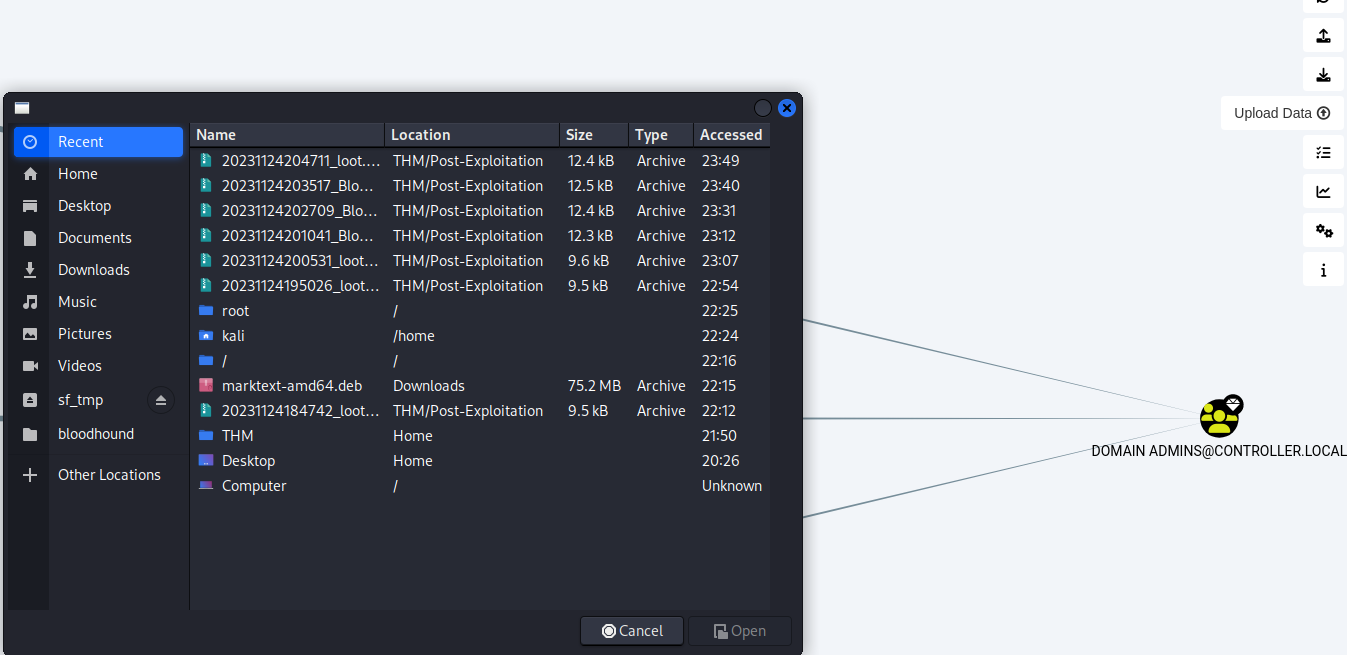 Upload Data
Recent
Home
Desktop
Documents
Downloads
Music
Pictures
Videos
sf_tmp
bloodhound
Other Locations
Name Location Size Type Accessed
20231124204711_loot.... THM/Post-Exploitation 12.4 kB Archive 23:49
20231124203517_Blo... THM/Post-Exploitation 12.5 kB Archive 23:40
20231124202709_Blo... THM/Post-Exploitation 12.4 kB Archive 23:31
20231124201041_Blo... THM/Post-Exploitation 12.3 kB Archive 23:12
20231124200531_loot... THM/Post-Exploitation 9.6 kB Archive 23:07
20231124195026_loot... THM/Post-Exploitation 9.5 kB Archive 22:54
root / 22:25
kali /home 22:24
/ / 22:16
marktext-amd64.deb Downloads 75.2 MB Archive 22:15
20231124184742_loot... THM/Post-Exploitation 9.5 kB Archive 22:12
THM Home 21:50
Desktop Home 20:26
Computer / Unknown
Cancel Open
DOMAIN ADMINS@CONTROLLER.LOCAL